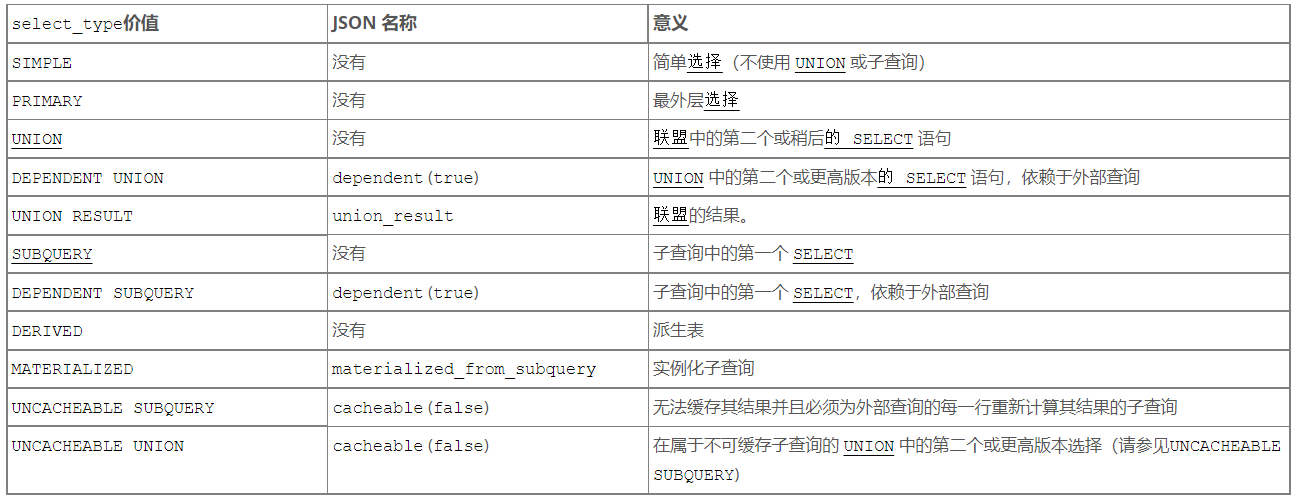 select_type价值 JSON 名称 意义
SIMPLE 没有 简单选择（不使用 UNION 或子查询）
PRIMARY 没有 最外层选择
UNION 没有 联盟中的第二个或稍后的 SELECT 语句
DEPENDENT UNION dependent(true) UNION 中的第二个或更高版本的 SELECT 语句，依赖于外部查询
UNION RESULT union_result 联盟的结果。
SUBQUERY 没有 子查询中的第一个 SELECT
DEPENDENT SUBQUERY dependent(true) 子查询中的第一个 SELECT，依赖于外部查询
DERIVED 没有 派生表
MATERIALIZED materialized_from_subquery 实例化子查询
UNCACHEABLE SUBQUERY cacheable(false) 无法缓存其结果并且必须为外部查询的每一行重新计算其结果的子查询
UNCACHEABLE UNION cacheable(false) 在属于不可缓存子查询的 UNION 中的第二个或更高版本选择（请参见UNCACHEABLE
SUBQUERY）